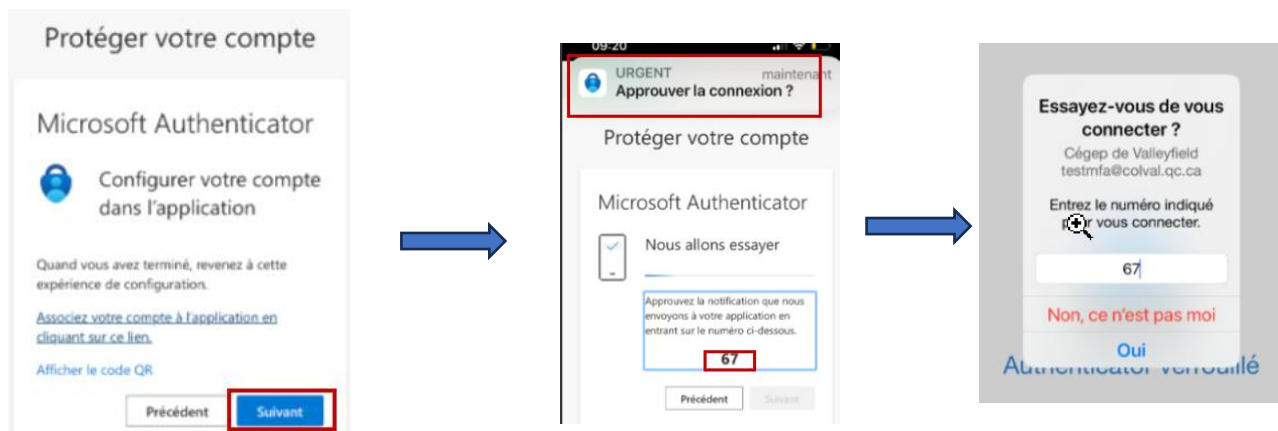 Protéger votre compte
Microsoft Authenticator
Configurer votre compte
dans l'application
Quand vous avez terminé, revenez à cette
expérience de configuration.
Associez votre compte à l'application en
cliquant sur ce lien.
Afficher le code QR
Précédent
Suivant
09:20
URGENT
maintenant
Approuver la connexion ?
Protéger votre compte
Microsoft Authenticator
Nous allons essayer
Approuvez la notification que nous
envoyons à votre application en
entrant sur le numéro ci-dessous.
67
Précédent
Suivant
Essayez-vous de vous
connecter ?
Cégep de Valleyfield
testmfa@colval.qc.ca
Entrez le numéro indiqué
pour vous connecter.
67
Non, ce n'est pas moi
Oui
Authenticator verrouillé